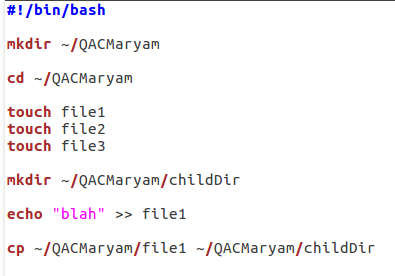 #!/bin/bash
mkdir ~/QACMaryam
cd ~/QACMaryam
touch file1
touch file2
touch file3
mkdir ~/QACMaryam/childDir
echo "blah" >> file1
cp ~/QACMaryam/file1 ~/QACMaryam/childDir